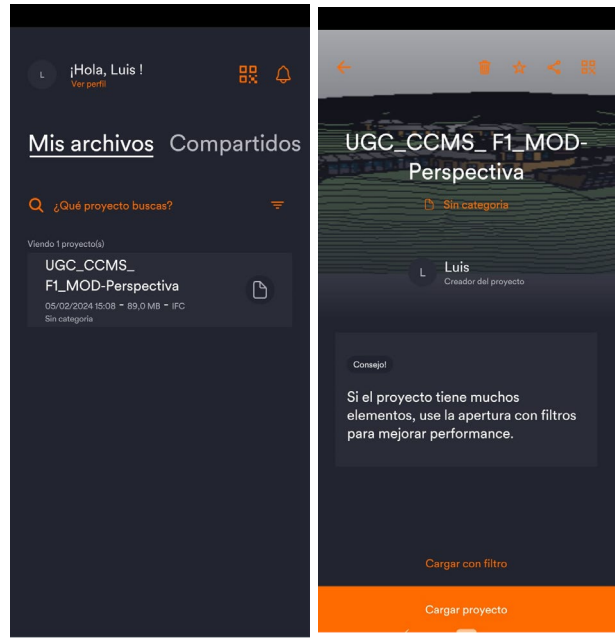 L
¡Hola, Luis !
Ver perfil
Mis archivos Compartidos
¿Qué proyecto buscas?
Viendo 1 proyecto(s)
UGC_CCMS_
F1_MOD-Perspectiva
05/02/2024 15:08 - 89,0 MB - IFC
Sin categoria
UGC_CCMS_ F1_MOD-
Perspectiva
Sin categoria
L
Luis
Creador del proyecto
Consejo!
Si el proyecto tiene muchos
elementos, use la apertura con filtros
para mejorar performance.
Cargar con filtro
Cargar proyecto